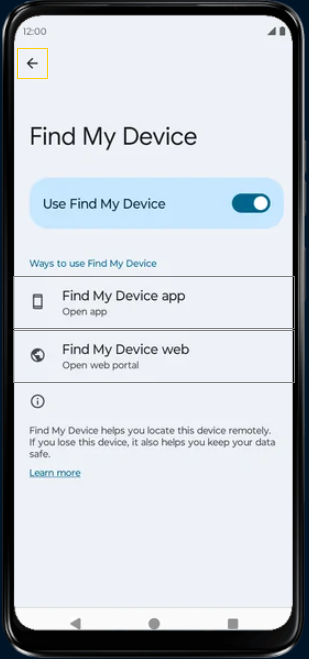 12:00
Find My Device
Use Find My Device
Ways to use Find My Device
Find My Device app
Open app
Find My Device web
Open web portal
Find My Device helps you locate this device remotely.
If you lose this device, it also helps you keep your data
safe.
Learn more